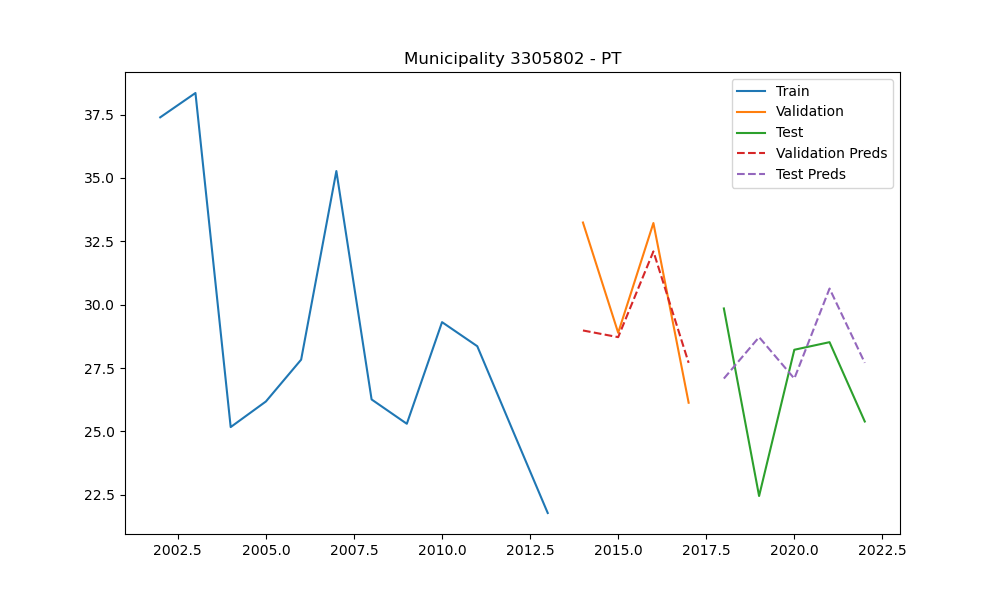 Municipality 3305802 - PT
Train
Validation
Test
Validation Preds
Test Preds
37.5
35.0
32.5
30.0
27.5
25.0
22.5
2002.5 2005.0 2007.5 2010.0 2012.5 2015.0 2017.5 2020.0 2022.5